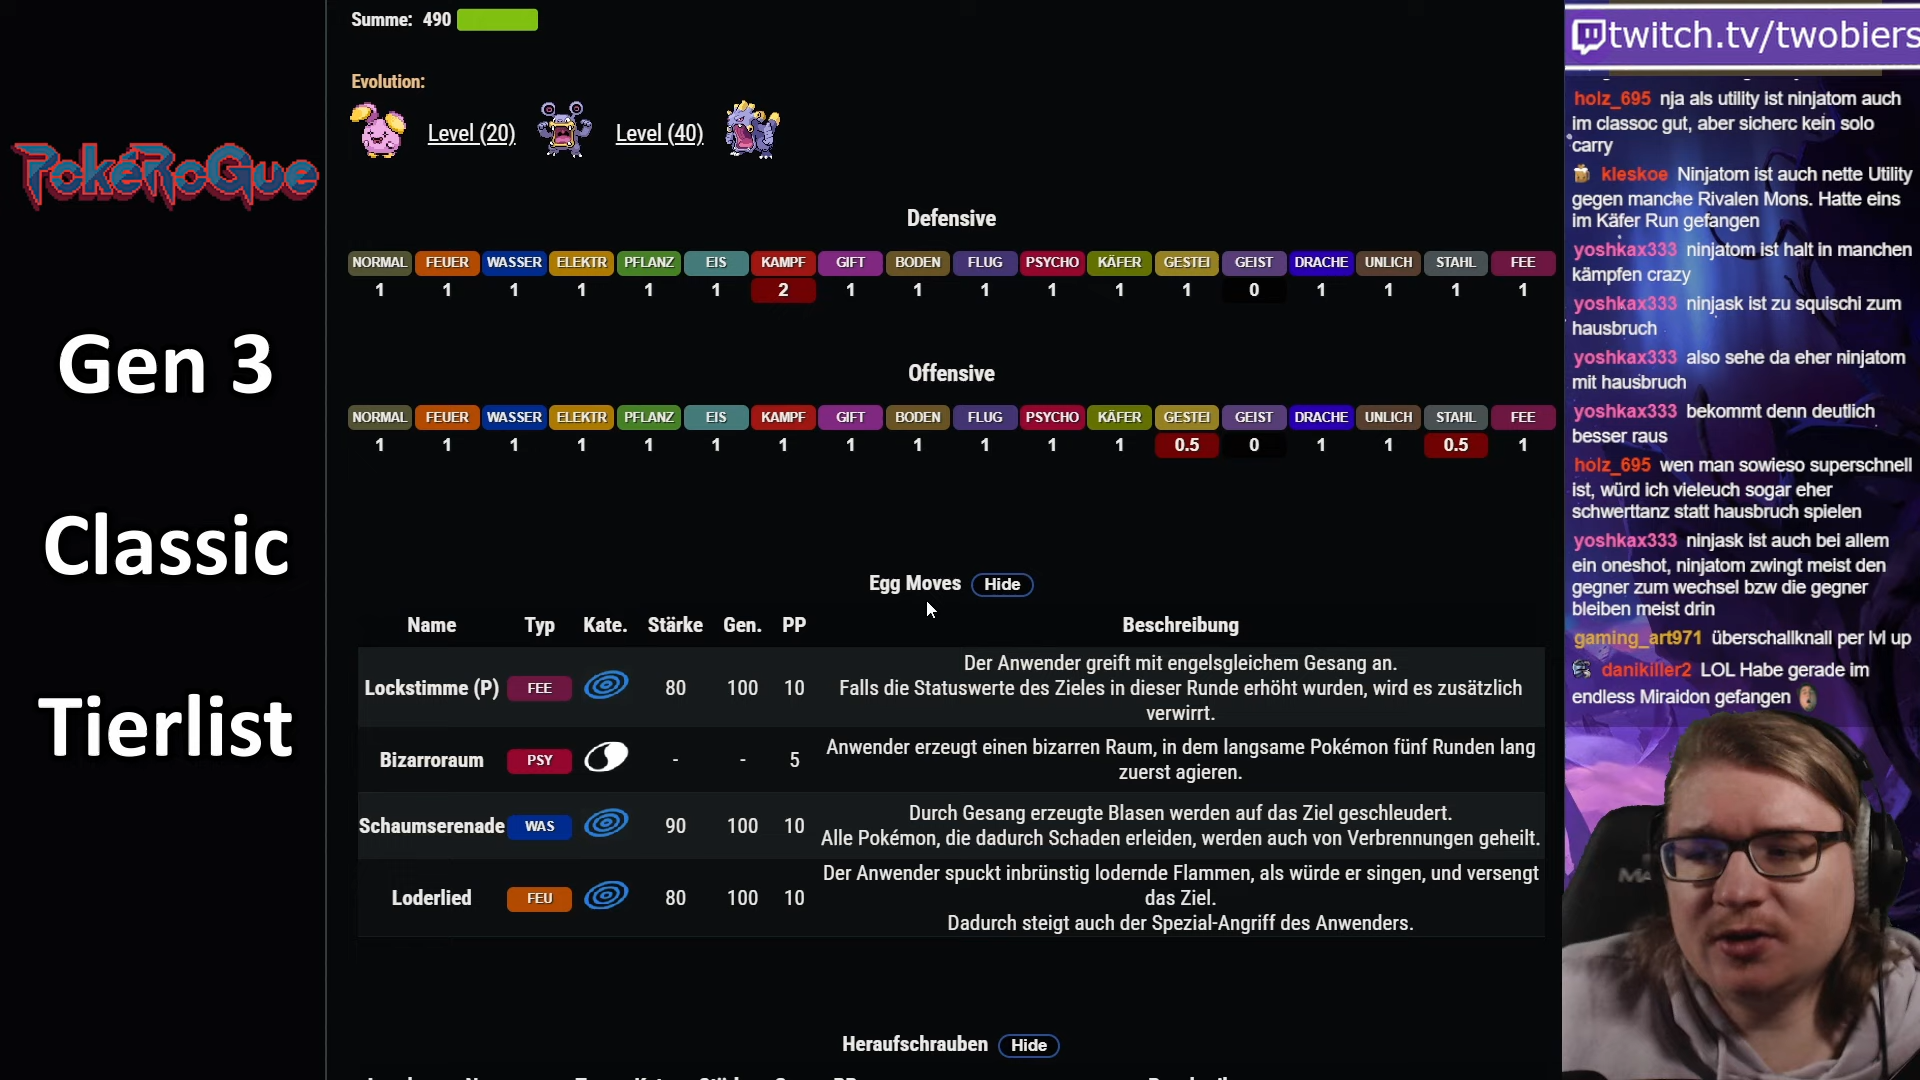 PokéRoGue
Gen 3
Classic
Tierlist
Summe: 490
Evolution:
Level (20) Level (40)
Defensive
NORMAL FEUER WASSER ELEKTR PFLANZ EIS KAMPF GIFT BODEN FLUG PSYCHO KÄFER GESTEI GEIST DRACHE UNLICH STAHL FEE
1 1 1 1 1 1 2 1 1 1 1 1 1 0 1 1 1 1
Offensive
NORMAL FEUER WASSER ELEKTR PFLANZ EIS KAMPF GIFT BODEN FLUG PSYCHO KÄFER GESTEI GEIST DRACHE UNLICH STAHL FEE
1 1 1 1 1 1 1 1 1 1 1 1 0.5 0 1 1 0.5 1
Egg Moves Hide
Name Typ Kate. Stärke Gen. PP Beschreibung
Lockstimme (P) FEE 80 100 10
Der Anwender greift mit engelsgleichem Gesang an.
Falls die Statuswerte des Zieles in dieser Runde erhöht wurden, wird es zusätzlich
verwirrt.
Bizarroraum PSY - - 5
Anwender erzeugt einen bizarren Raum, in dem langsame Pokémon fünf Runden lang
zuerst agieren.
Schaumserenade WAS 90 100 10
Durch Gesang erzeugte Blasen werden auf das Ziel geschleudert.
Alle Pokémon, die dadurch Schaden erleiden, werden auch von Verbrennungen geheilt.
Loderlied FEU 80 100 10
Der Anwender spuckt inbrünstig lodernde Flammen, als würde er singen, und versengt
das Ziel.
Dadurch steigt auch der Spezial-Angriff des Anwenders.
Heraufschrauben Hide
twitch.tv/twobiers
holz_695 nja als utility ist ninjatom auch
im classoc gut, aber sicherc kein solo
carry
kleskoe Ninjatom ist auch nette Utility
gegen manche Rivalen Mons. Hatte eins
im Käfer Run gefangen
yoshkax333 ninjatom ist halt in manchen
kämpfen crazy
yoshkax333 ninjask ist zu squischi zum
hausbruch
yoshkax333 also sehe da eher ninjatom
mit hausbruch
yoshkax333 bekommt denn deutlich
besser raus
holz_695 wen man sowieso superschnell
ist, würd ich vieleuch sogar eher
schwerttanz statt hausbruch spielen
yoshkax333 ninjask ist auch bei allem
ein oneshot, ninjatom zwingt meist den
gegner zum wechsel bzw die gegner
bleiben meist drin
gaming_art971 überschallknall per lvl up
danikiller2 LOL Habe gerade im
endless Miraidon gefangen